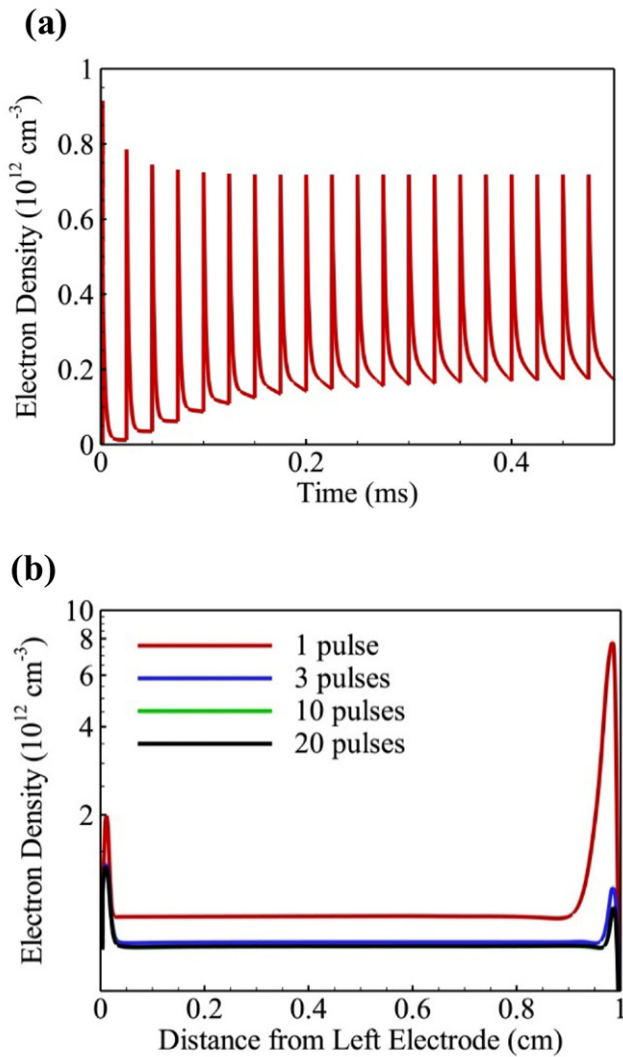 (a)
1
0.8
0.6
0.4
0.2
0
Electron Density (10¹² cm⁻³)
0 0.2 0.4
Time (ms)
(b)
10
8
6
4
2
Electron Density (10¹² cm⁻³)
1 pulse
3 pulses
10 pulses
20 pulses
0 0.2 0.4 0.6 0.8 1
Distance from Left Electrode (cm)